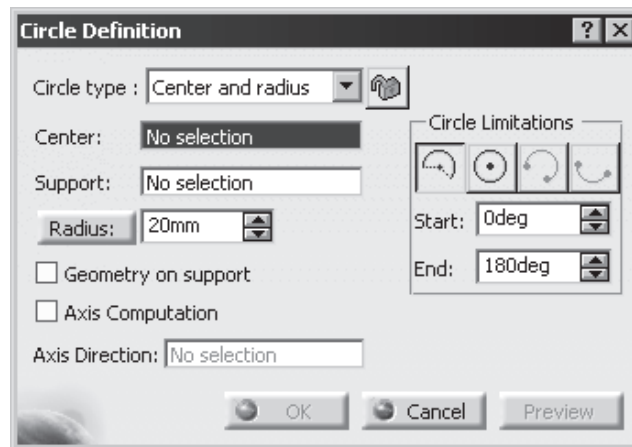 Circle Definition
Circle type : Center and radius
Center: No selection
Support: No selection
Radius: 20mm
Geometry on support
Axis Computation
Axis Direction: No selection
Circle Limitations
Start: 0deg
End: 180deg
OK Cancel Preview